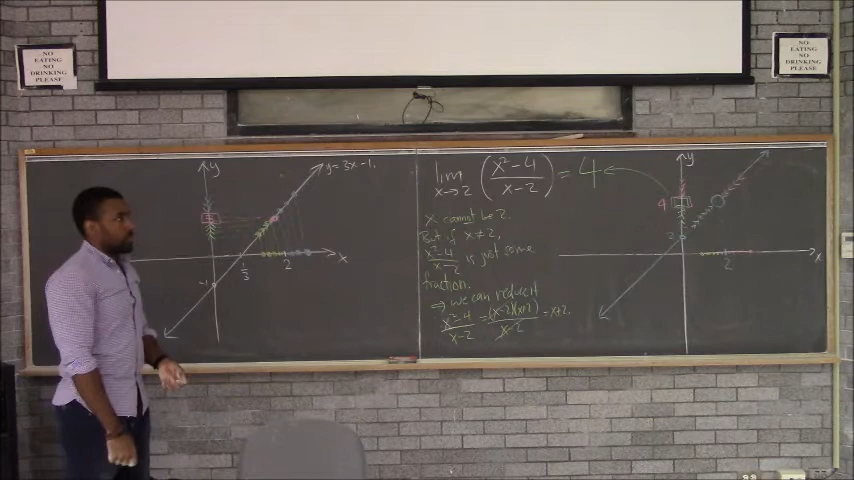 NO
EATING
NO
DRINKING
PLEASE
NO
EATING
NO
DRINKING
PLEASE
y
y = 3x-1.
-1
1/3
2
x
lim x→2 (x²-4 / x-2) = 4
x cannot be 2.
But if x≠2,
x²-4 / x-2 is just some
fraction.
⇒ we can reduce it
x²-4 / x-2 = (x-2)(x+2) / x-2 = x+2.
y
4
2
2
x